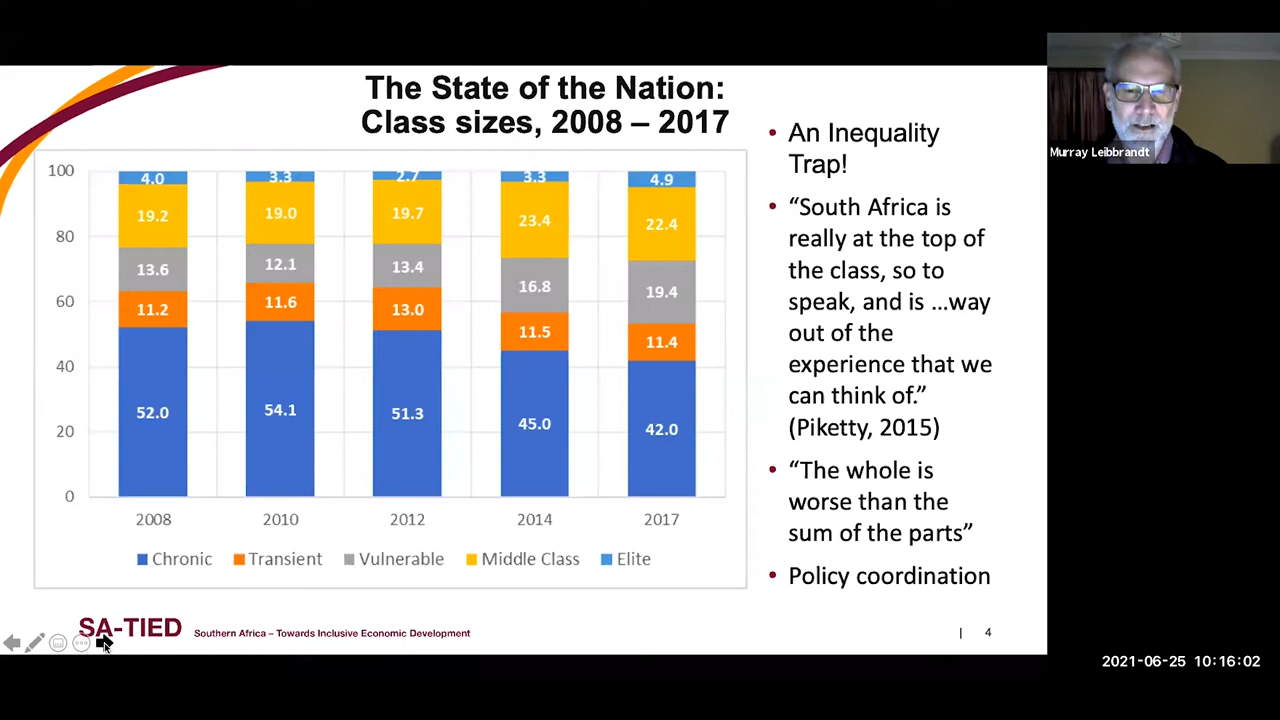 The State of the Nation:
Class sizes, 2008 – 2017
100
80
60
40
20
0
4.0
3.3
2.7
3.3
4.9
19.2
19.0
19.7
23.4
22.4
13.6
12.1
13.4
16.8
19.4
11.2
11.6
13.0
11.5
11.4
52.0
54.1
51.3
45.0
42.0
2008
2010
2012
2014
2017
Chronic
Transient
Vulnerable
Middle Class
Elite
• An Inequality
Trap!
• “South Africa is
really at the top of
the class, so to
speak, and is …way
out of the
experience that we
can think of.”
(Piketty, 2015)
• “The whole is
worse than the
sum of the parts”
• Policy coordination
SA-TIED
Southern Africa – Towards Inclusive Economic Development
| 4
Murray Leibbrandt
2021-06-25 10:16:02